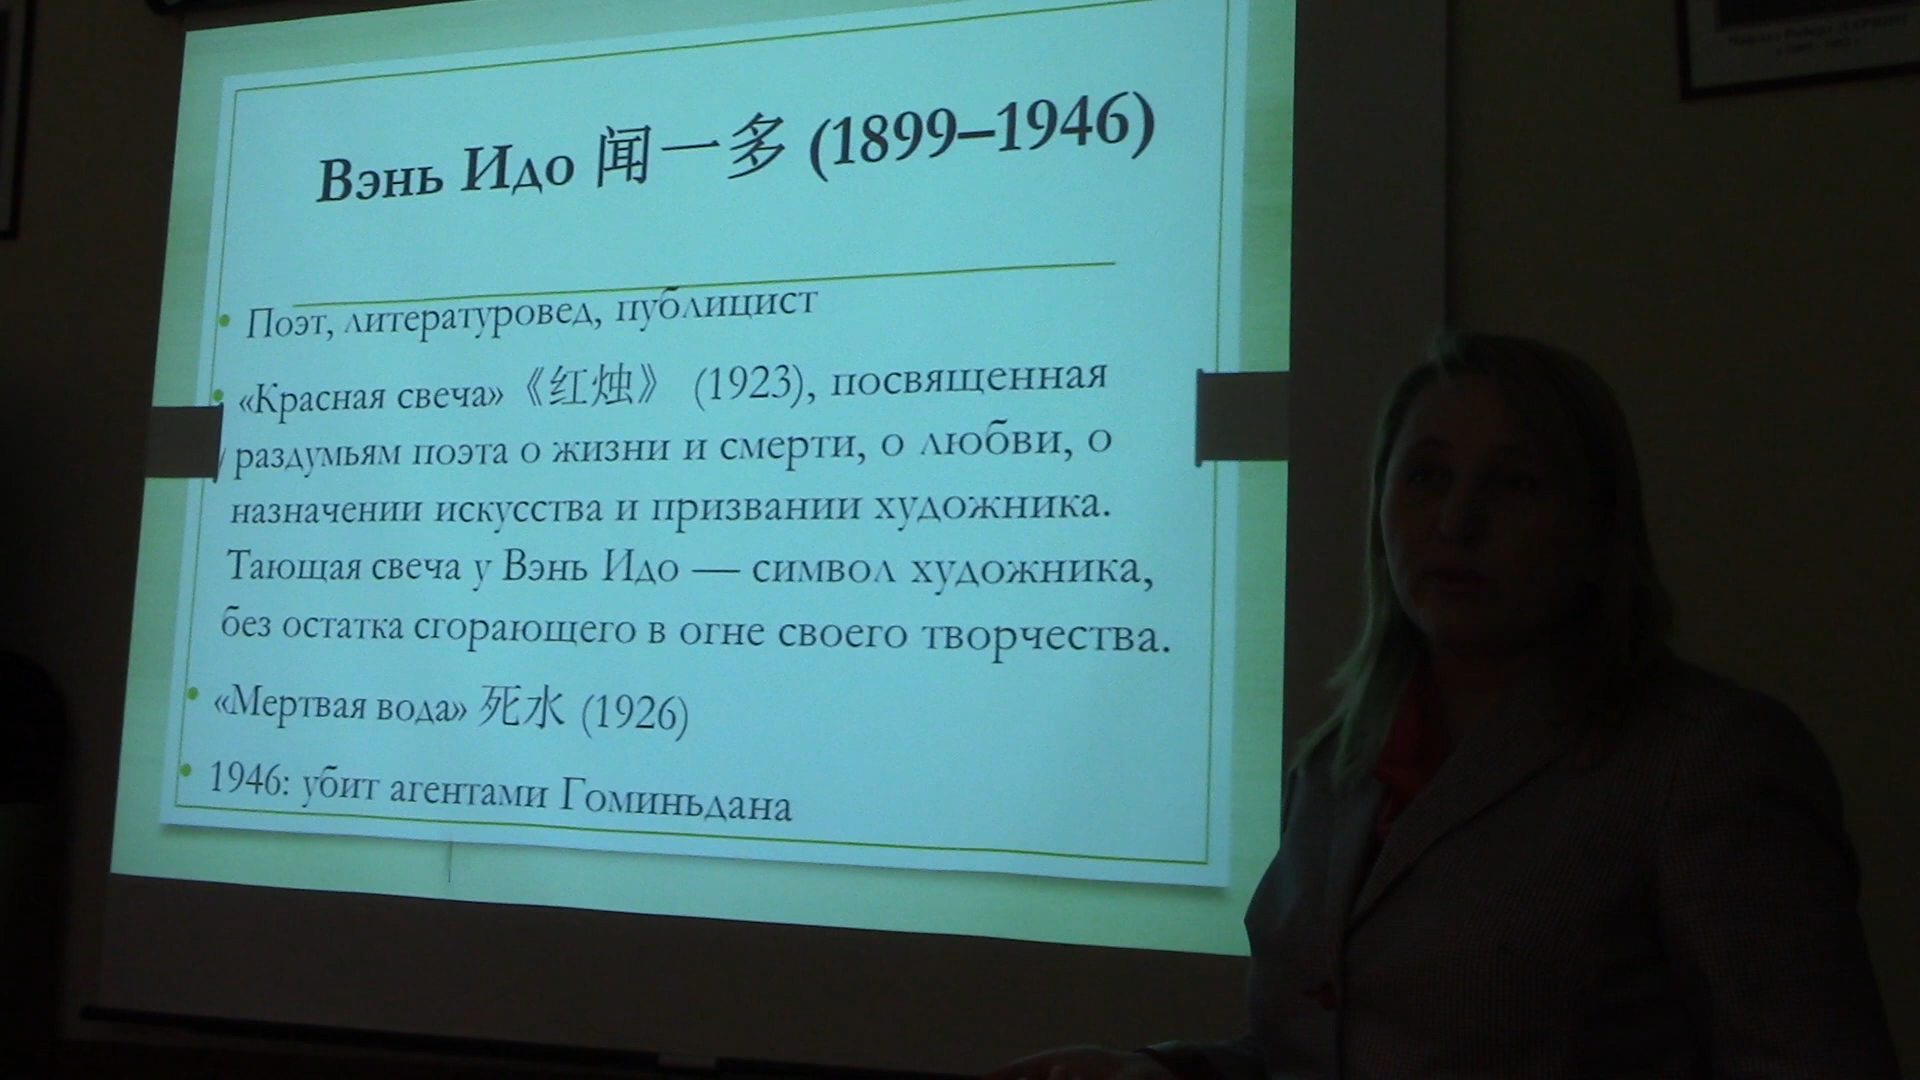 Вэнь Идо 闻一多 (1899–1946)
• Поэт, литературовед, публицист
• «Красная свеча» 《红烛》 (1923), посвященная
раздумьям поэта о жизни и смерти, о любви, о
назначении искусства и призвании художника.
Тающая свеча у Вэнь Идо — символ художника,
без остатка сгорающего в огне своего творчества.
• «Мертвая вода» 死水 (1926)
• 1946: убит агентами Гоминьдана